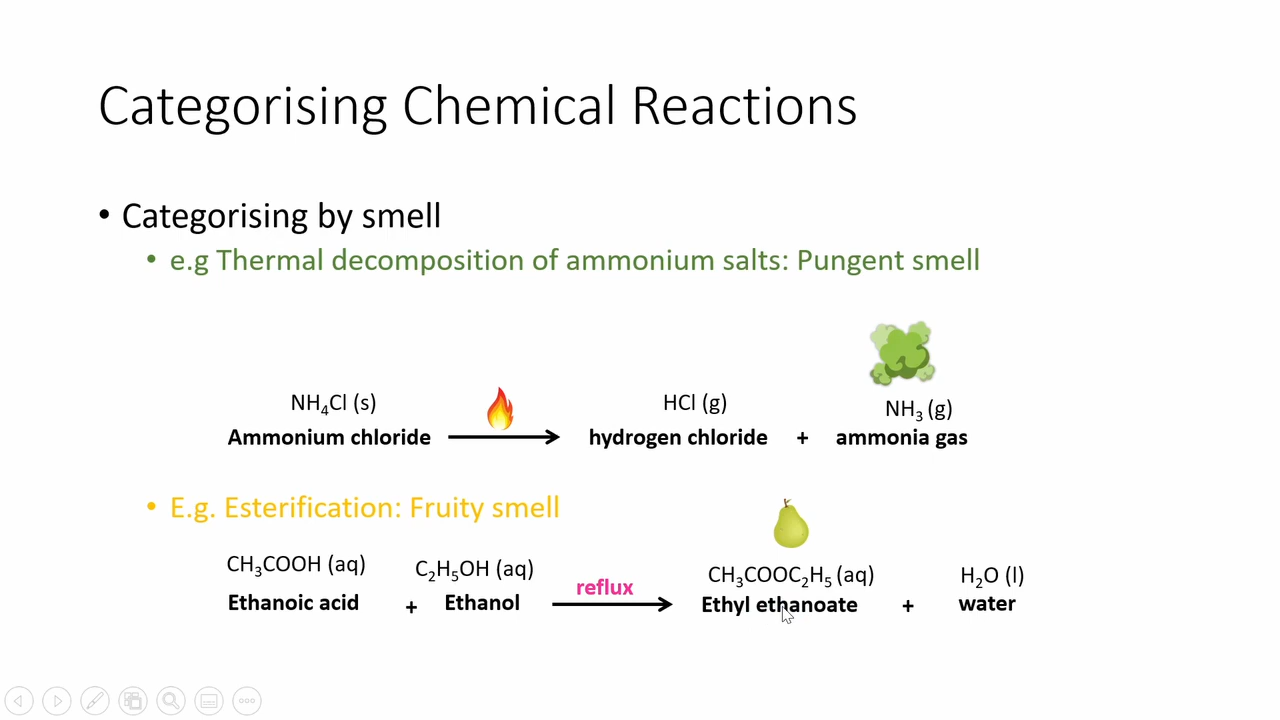 Categorising Chemical Reactions
• Categorising by smell
• e.g Thermal decomposition of ammonium salts: Pungent smell
NH₄Cl (s) HCl (g) NH₃ (g)
Ammonium chloride hydrogen chloride + ammonia gas
• E.g. Esterification: Fruity smell
CH₃COOH (aq) C₂H₅OH (aq) CH₃COOC₂H₅ (aq) H₂O (l)
reflux
Ethanoic acid + Ethanol Ethyl ethanoate + water